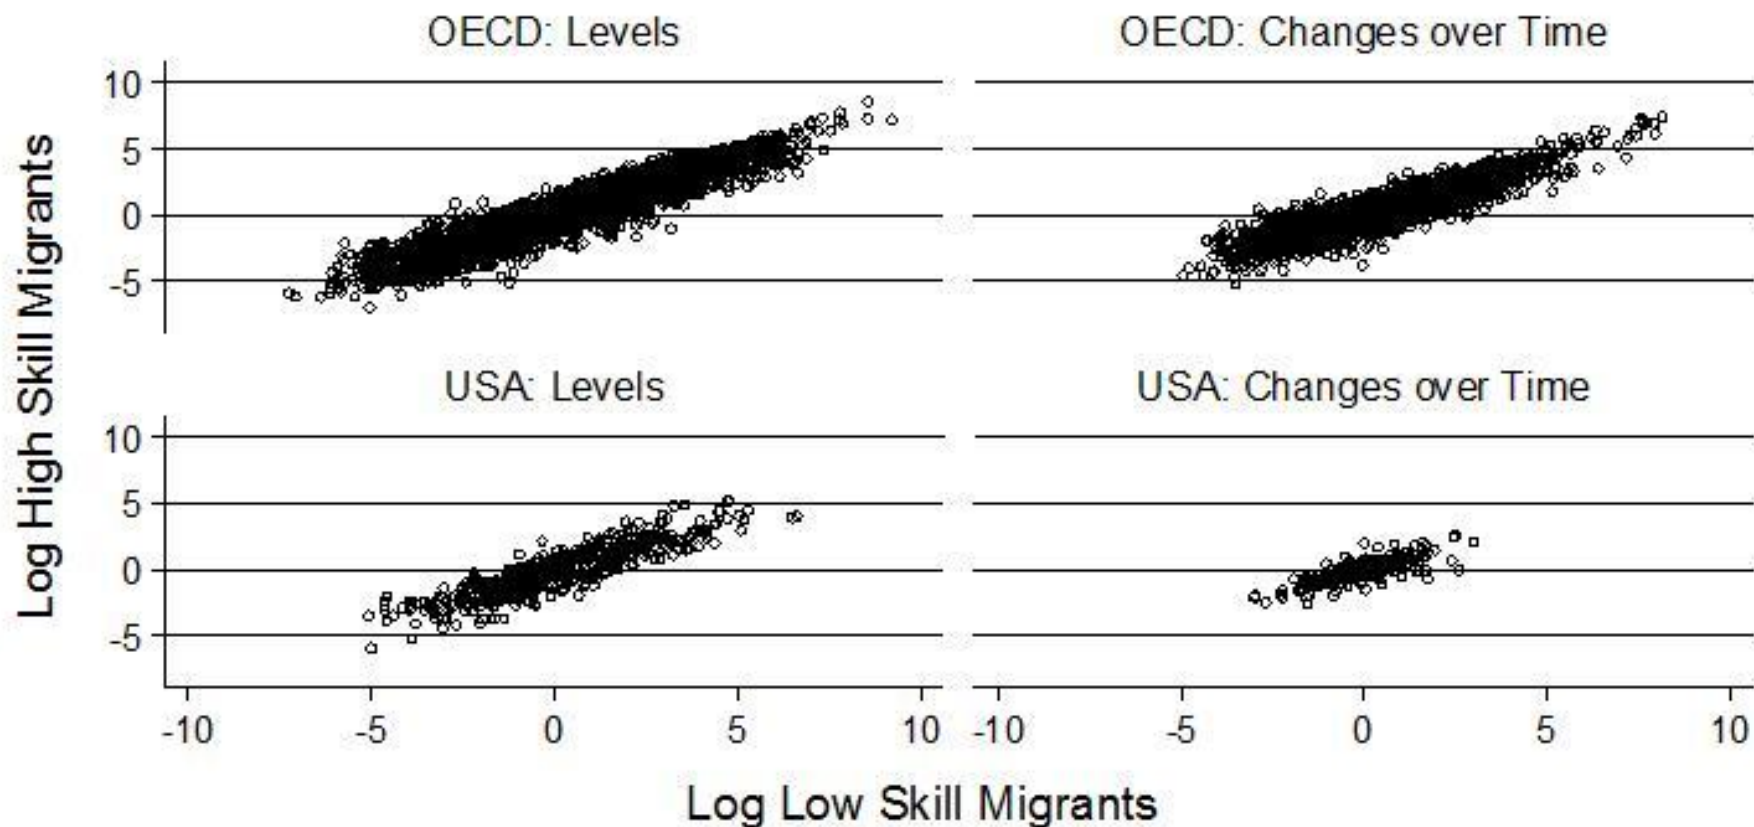 OECD: Levels
OECD: Changes over Time
10
5
0
-5
USA: Levels
USA: Changes over Time
10
5
0
-5
-10 -5 0 5 10
-10 -5 0 5 10
Log High Skill Migrants
Log Low Skill Migrants